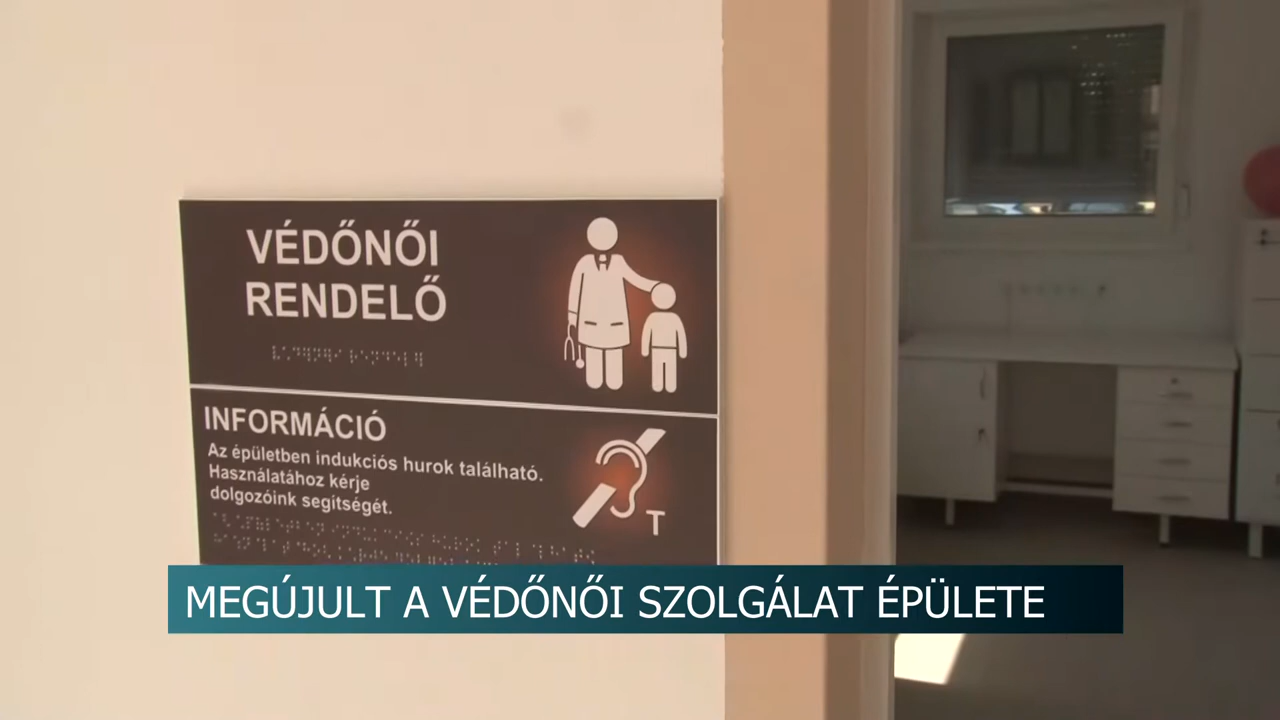 VÉDŐNŐI
RENDELŐ
INFORMÁCIÓ
Az épületben indukciós hurok található.
Használatához kérje
dolgozóink segítségét.
T
MEGÚJULT A VÉDŐNŐI SZOLGÁLAT ÉPÜLETE